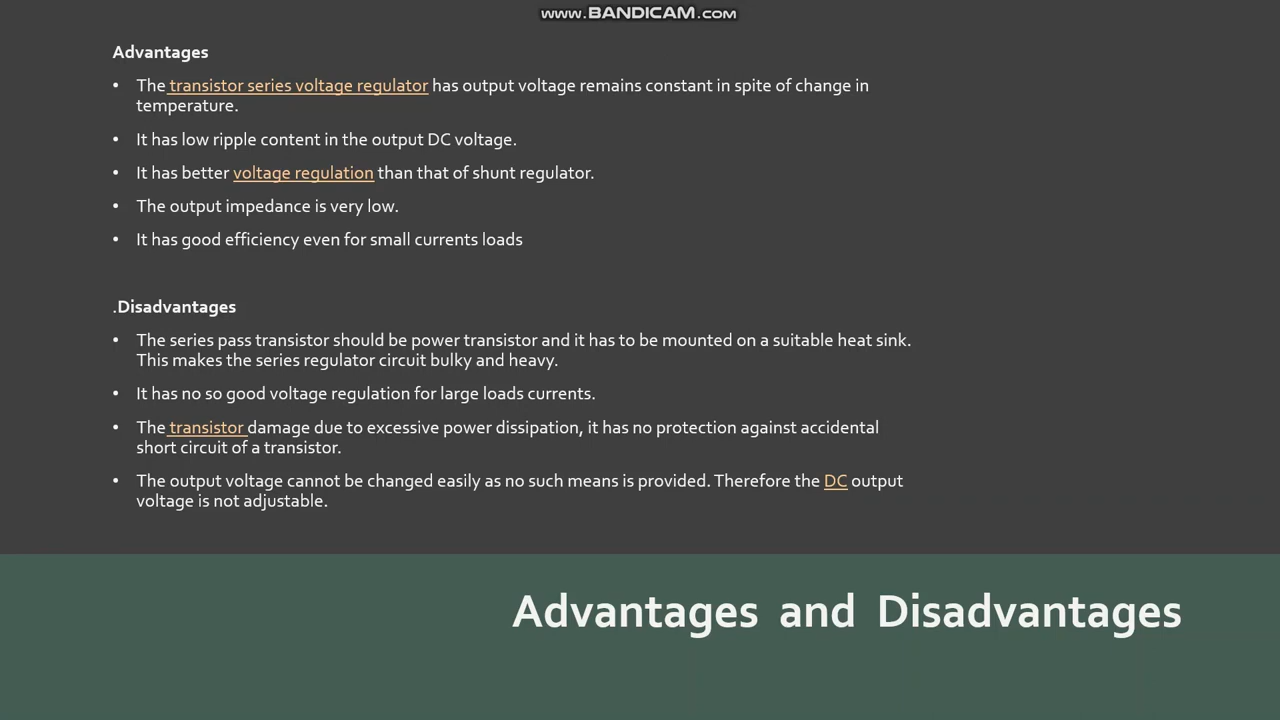 www.BANDICAM.com
Advantages
• The transistor series voltage regulator has output voltage remains constant in spite of change in
temperature.
• It has low ripple content in the output DC voltage.
• It has better voltage regulation than that of shunt regulator.
• The output impedance is very low.
• It has good efficiency even for small currents loads
.Disadvantages
• The series pass transistor should be power transistor and it has to be mounted on a suitable heat sink.
This makes the series regulator circuit bulky and heavy.
• It has no so good voltage regulation for large loads currents.
• The transistor damage due to excessive power dissipation, it has no protection against accidental
short circuit of a transistor.
• The output voltage cannot be changed easily as no such means is provided. Therefore the DC output
voltage is not adjustable.
Advantages and Disadvantages